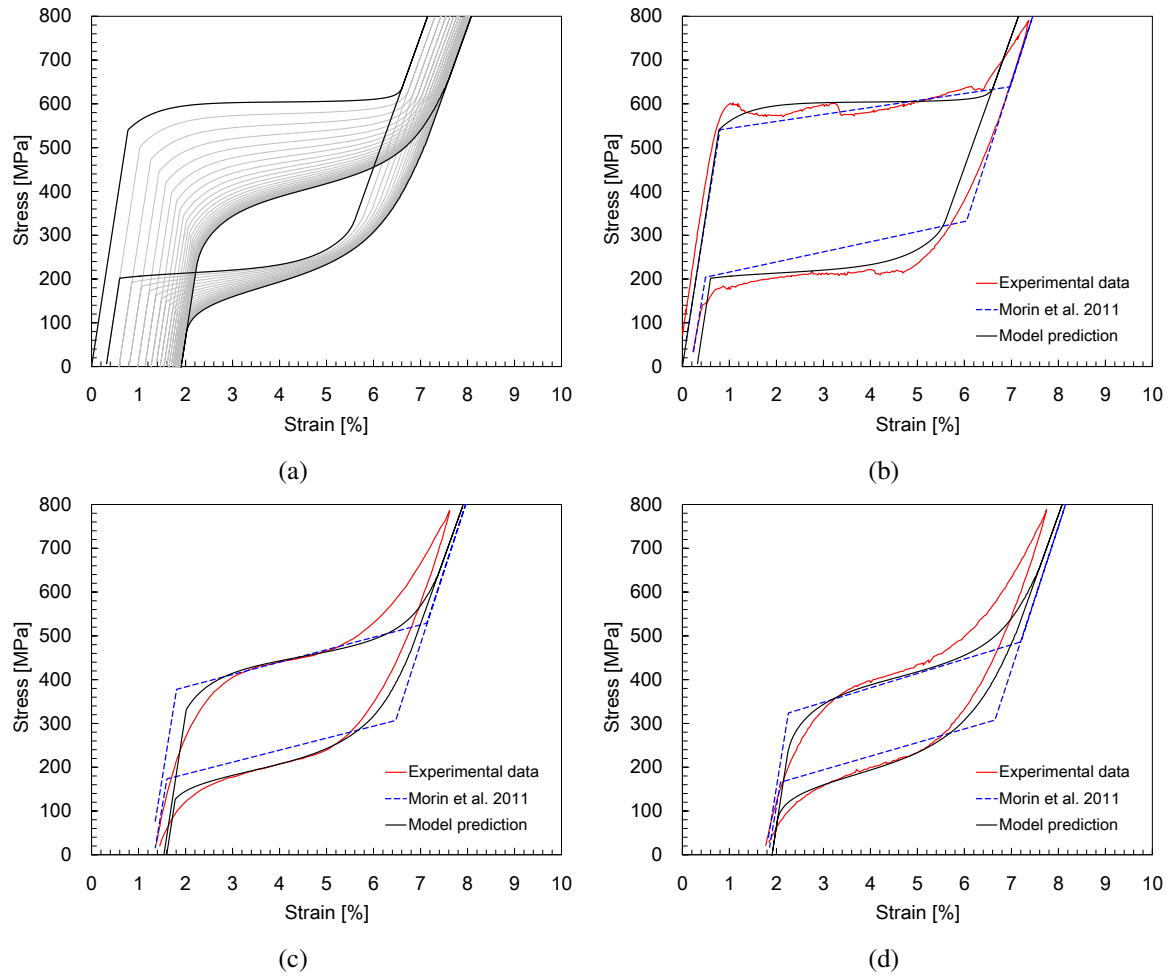 800
700
600
500
400
300
200
100
0
Stress [MPa]
0 1 2 3 4 5 6 7 8 9 10
Strain [%]
(a)
800
700
600
500
400
300
200
100
0
Stress [MPa]
Experimental data
Morin et al. 2011
Model prediction
0 1 2 3 4 5 6 7 8 9 10
Strain [%]
(b)
800
700
600
500
400
300
200
100
0
Stress [MPa]
Experimental data
Morin et al. 2011
Model prediction
0 1 2 3 4 5 6 7 8 9 10
Strain [%]
(c)
800
700
600
500
400
300
200
100
0
Stress [MPa]
Experimental data
Morin et al. 2011
Model prediction
0 1 2 3 4 5 6 7 8 9 10
Strain [%]
(d)